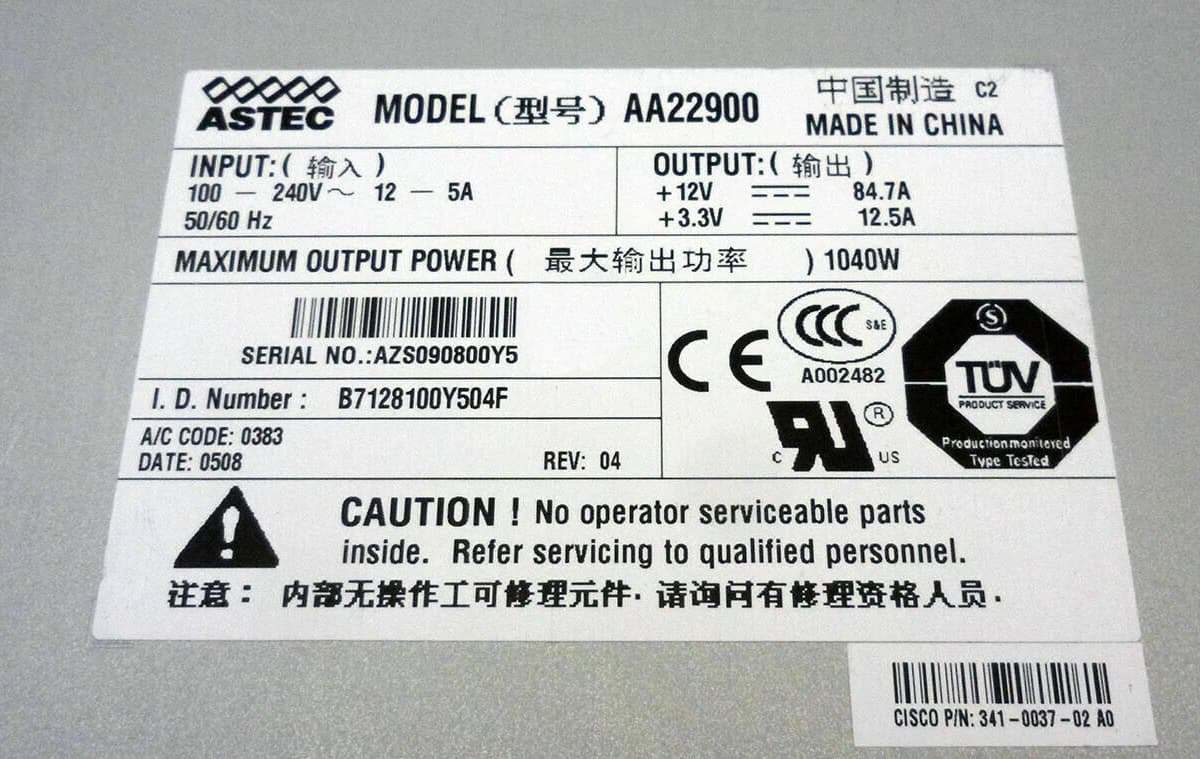 ASTEC MODEL (型号) AA22900 中国制造 C2
MADE IN CHINA
INPUT: ( 输入 )
100 — 240V ～ 12 — 5A
50/60 Hz
OUTPUT: ( 输出 )
+12V 84.7A
+3.3V 12.5A
MAXIMUM OUTPUT POWER ( 最大输出功率 ) 1040W
SERIAL NO.:AZS090800Y5
I. D. Number : B7128100Y504F
A/C CODE: 0383
DATE: 0508 REV: 04
CE CCC S&E
A002482
c RU ® US
S
TÜV
PRODUCT SERVICE
Production monitored
Type Tested
CAUTION ! No operator serviceable parts
inside. Refer servicing to qualified personnel.
注意： 内部无操作工可修理元件. 请询问有修理资格人员.
CISCO P/N: 341-0037-02 A0